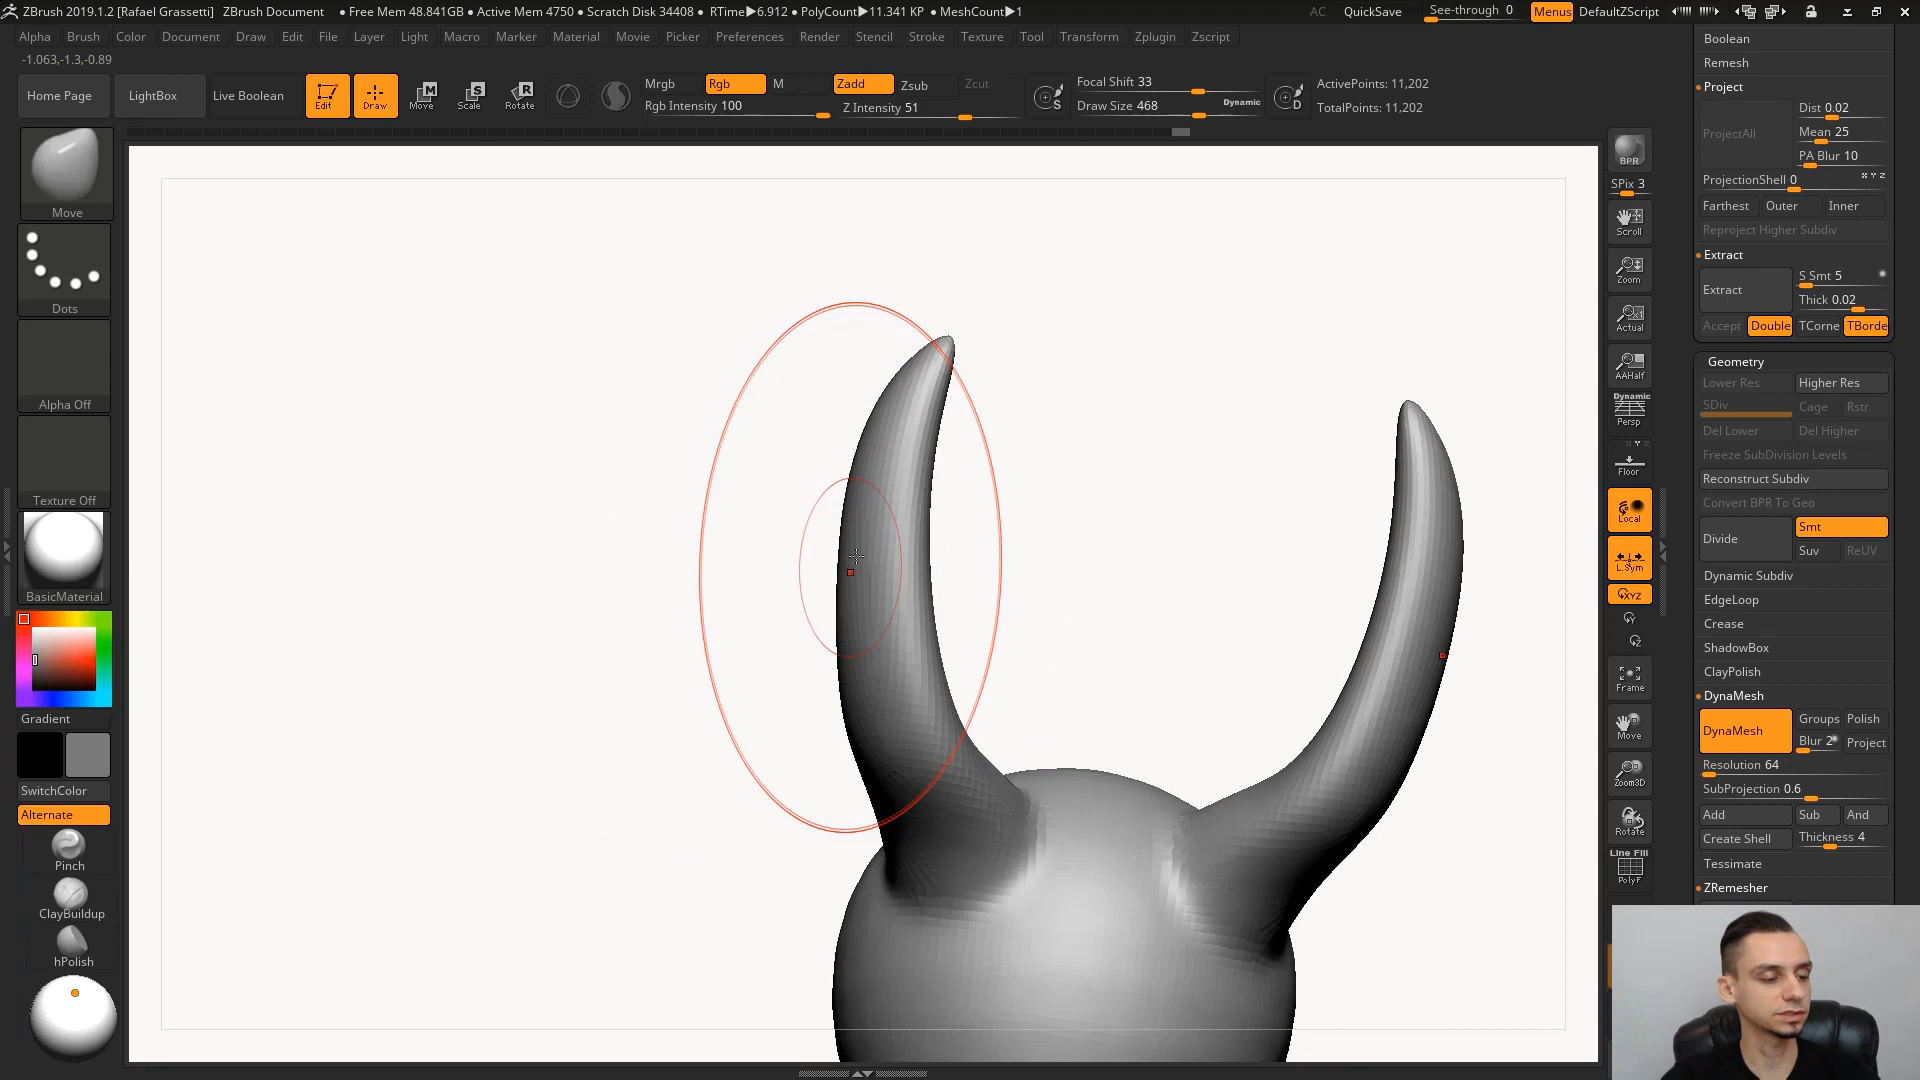 ZBrush 2019.1.2 [Rafael Grassetti] ZBrush Document ● Free Mem 48.841GB ● Active Mem 4750 ● Scratch Disk 34408 ● RTime▶6.912 ● PolyCount▶11.341 KP ● MeshCount▶1 AC QuickSave See-through 0 Menus DefaultZScript
Alpha Brush Color Document Draw Edit File Layer Light Macro Marker Material Movie Picker Preferences Render Stencil Stroke Texture Tool Transform Zplugin Zscript
-1.063,-1.3,-0.89
Home Page LightBox Live Boolean Edit Draw Move Scale Rotate
Mrgb Rgb M Zadd Zsub Zcut
Rgb Intensity 100 Z Intensity 51
S Focal Shift 33
Draw Size 468 Dynamic D
ActivePoints: 11,202
TotalPoints: 11,202
Move
Dots
Alpha Off
Texture Off
BasicMaterial
Gradient
SwitchColor
Alternate
Pinch
ClayBuildup
hPolish
BPR
SPix 3
Scroll
Zoom
Actual
AAHalf
Dynamic
Persp
Floor
Local
L.Sym
XYZ
Y
Z
Frame
Move
Zoom3D
Rotate
Line Fill
PolyF
Boolean
Remesh
Project
ProjectAll Dist 0.02
Mean 25
PA Blur 10
ProjectionShell 0 X Y Z
Farthest Outer Inner
Reproject Higher Subdiv
Extract
Extract S Smt 5
Thick 0.02
Accept Double TCorne TBorde
Geometry
Lower Res Higher Res
SDiv Cage Rstr
Del Lower Del Higher
Freeze SubDivision Levels
Reconstruct Subdiv
Convert BPR To Geo
Divide Smt
Suv ReUV
Dynamic Subdiv
EdgeLoop
Crease
ShadowBox
ClayPolish
DynaMesh
DynaMesh Groups Polish
Blur 2 Project
Resolution 64
SubProjection 0.6
Add Sub And
Create Shell Thickness 4
Tessimate
ZRemesher